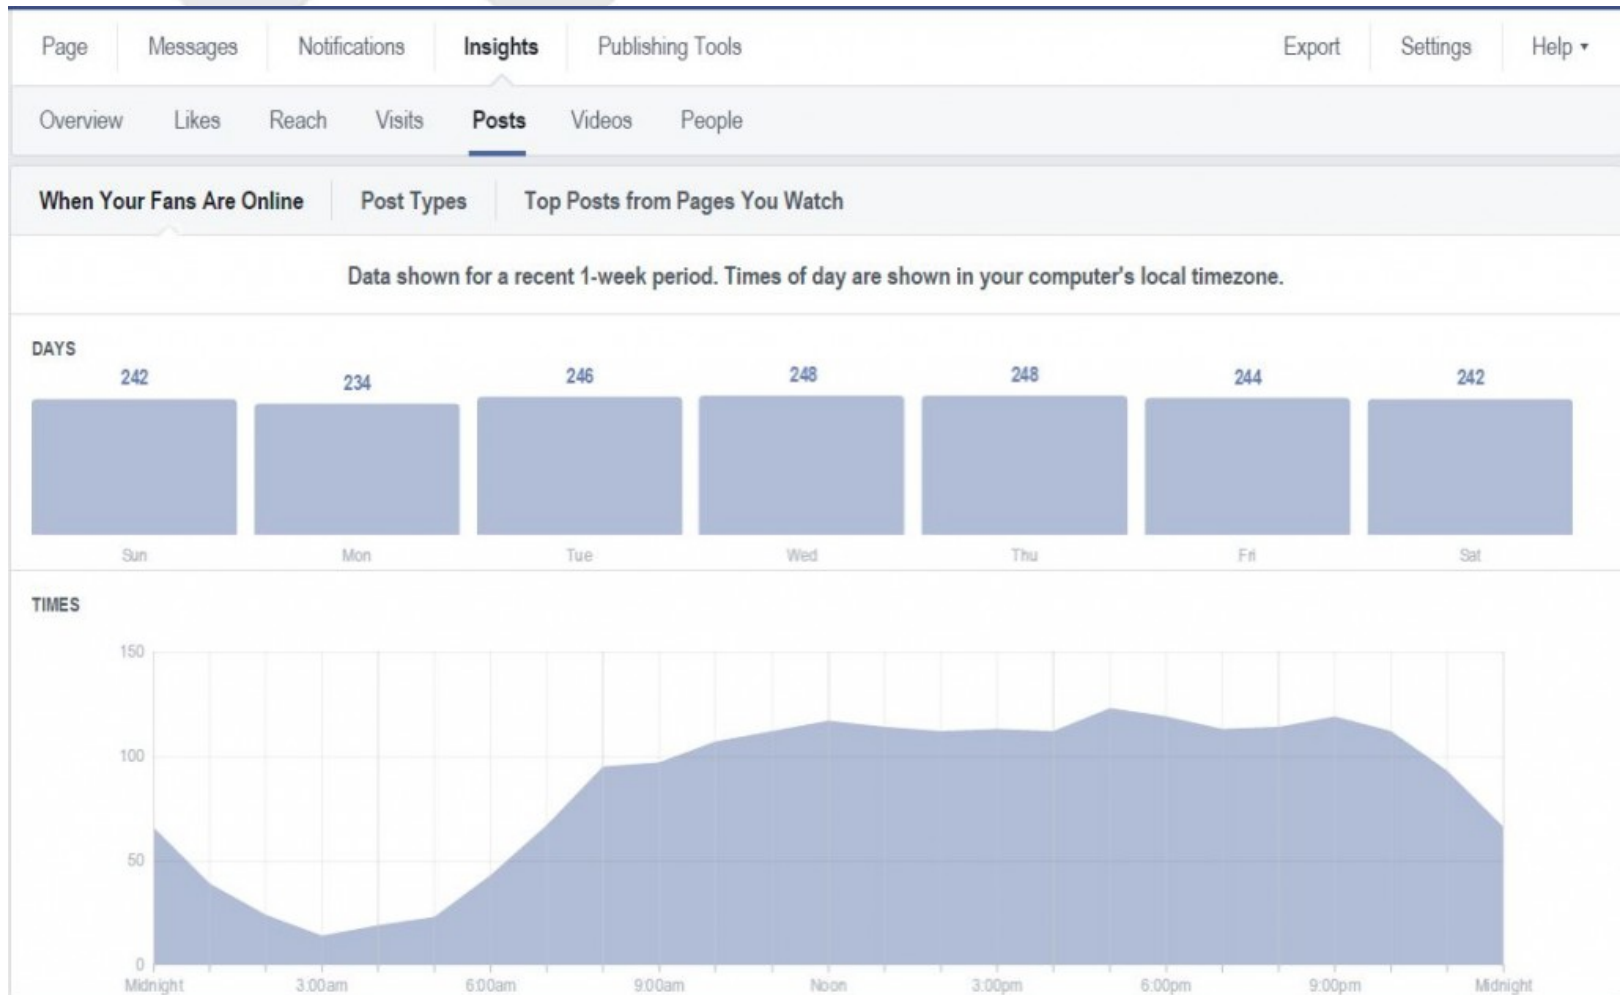 Page Messages Notifications Insights Publishing Tools Export Settings Help
Overview Likes Reach Visits Posts Videos People
When Your Fans Are Online Post Types Top Posts from Pages You Watch
Data shown for a recent 1-week period. Times of day are shown in your computer's local timezone.
DAYS
242 234 246 248 248 244 242
Sun Mon Tue Wed Thu Fri Sat
TIMES
150
100
50
0
Midnight 3:00am 6:00am 9:00am Noon 3:00pm 6:00pm 9:00pm Midnight